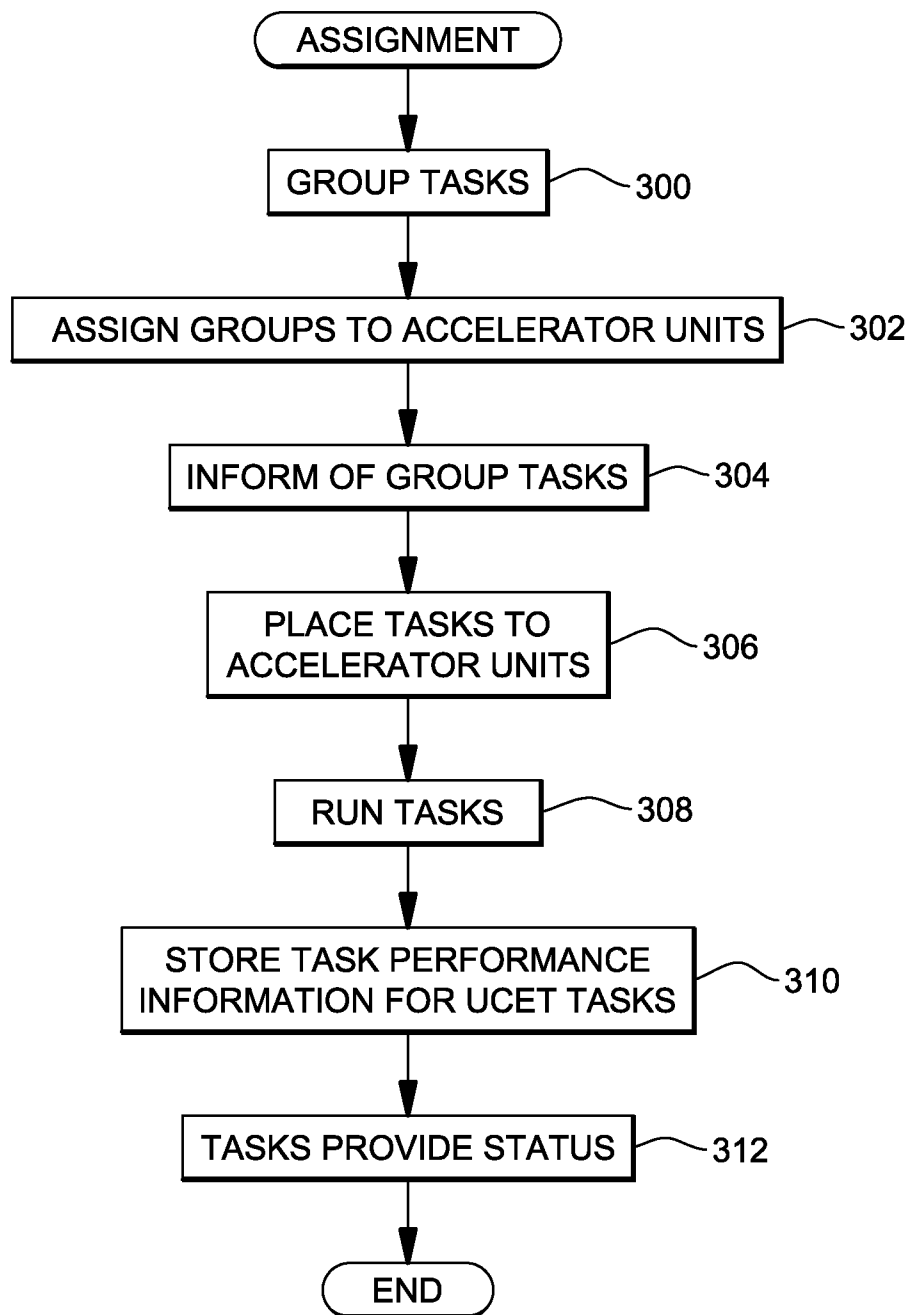 ASSIGNMENT
GROUP TASKS
300
ASSIGN GROUPS TO ACCELERATOR UNITS
302
INFORM OF GROUP TASKS
304
PLACE TASKS TO
ACCELERATOR UNITS
306
RUN TASKS
308
STORE TASK PERFORMANCE
INFORMATION FOR UCET TASKS
310
TASKS PROVIDE STATUS
312
END